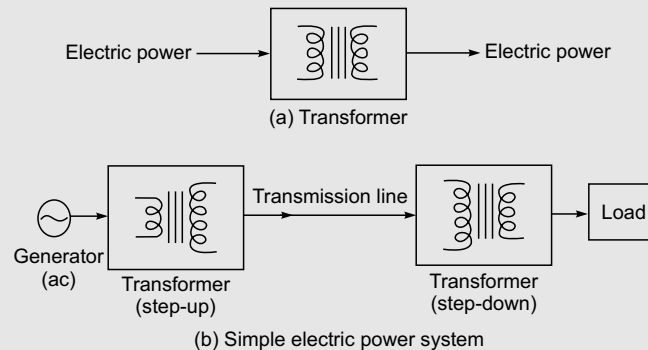 Electric power
Electric power
(a) Transformer
Transmission line
Load
Generator
(ac)
Transformer
(step-up)
Transformer
(step-down)
(b) Simple electric power system